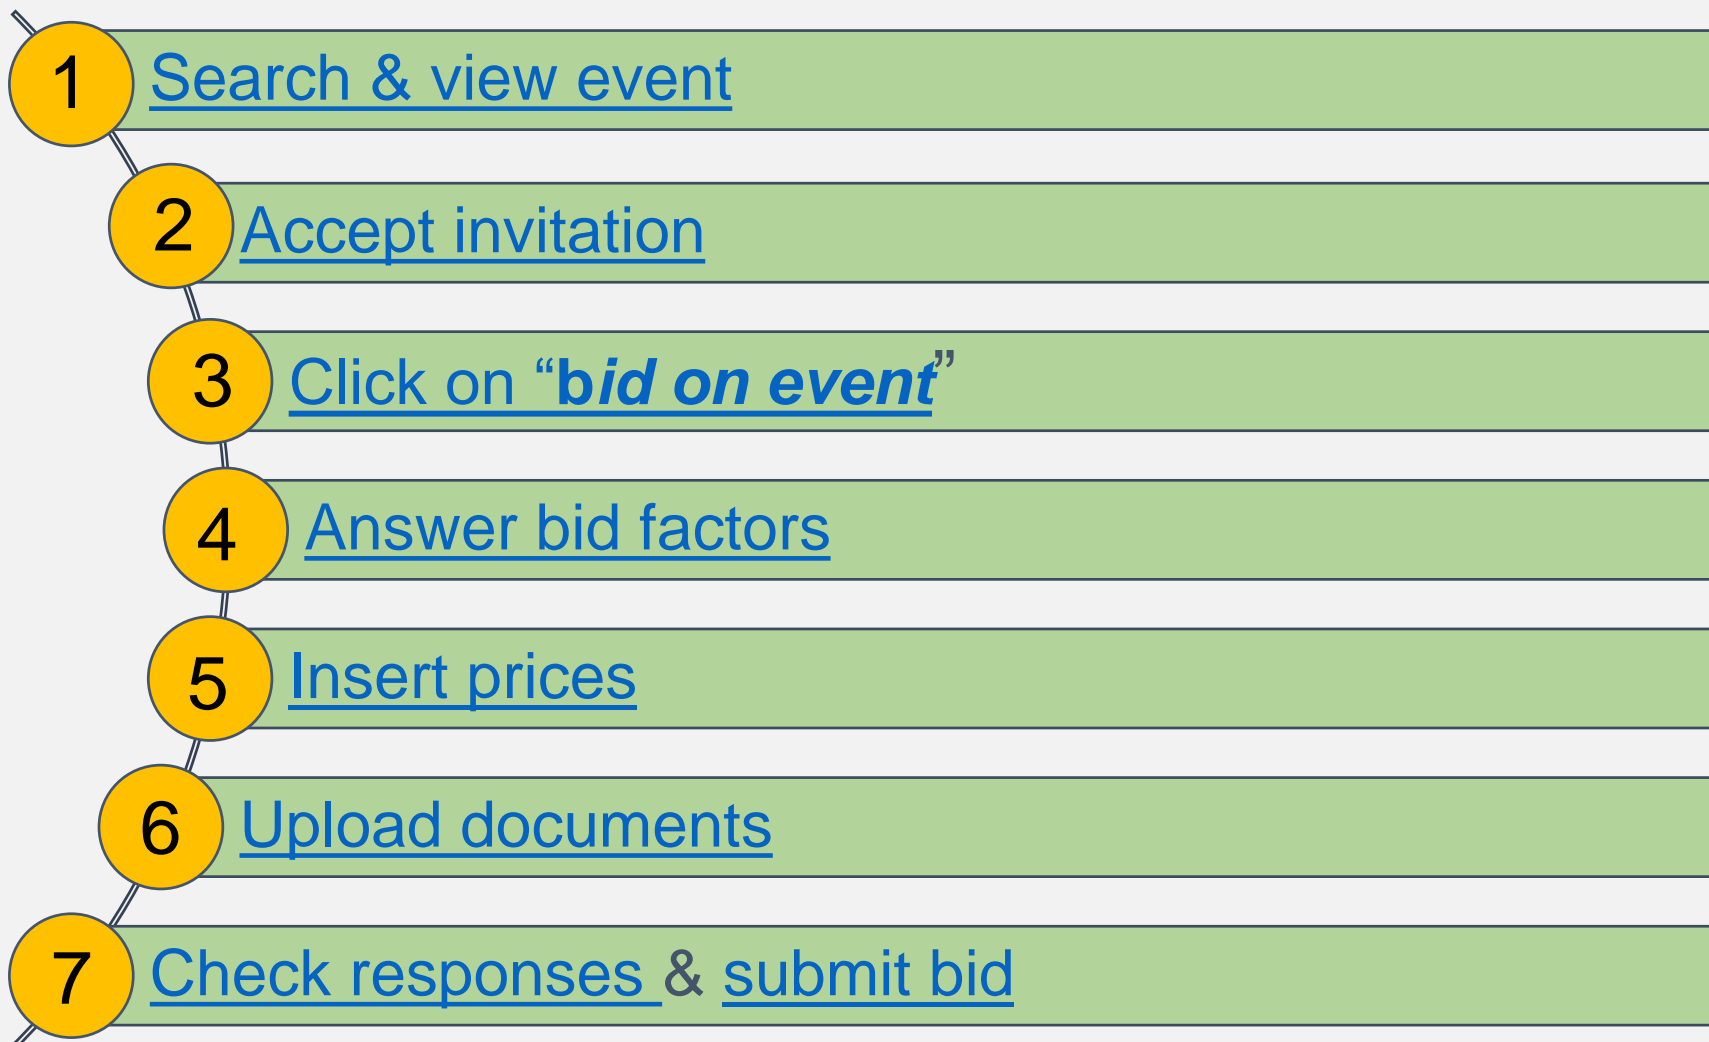 1 Search & view event
2 Accept invitation
3 Click on “bid on event”
4 Answer bid factors
5 Insert prices
6 Upload documents
7 Check responses & submit bid